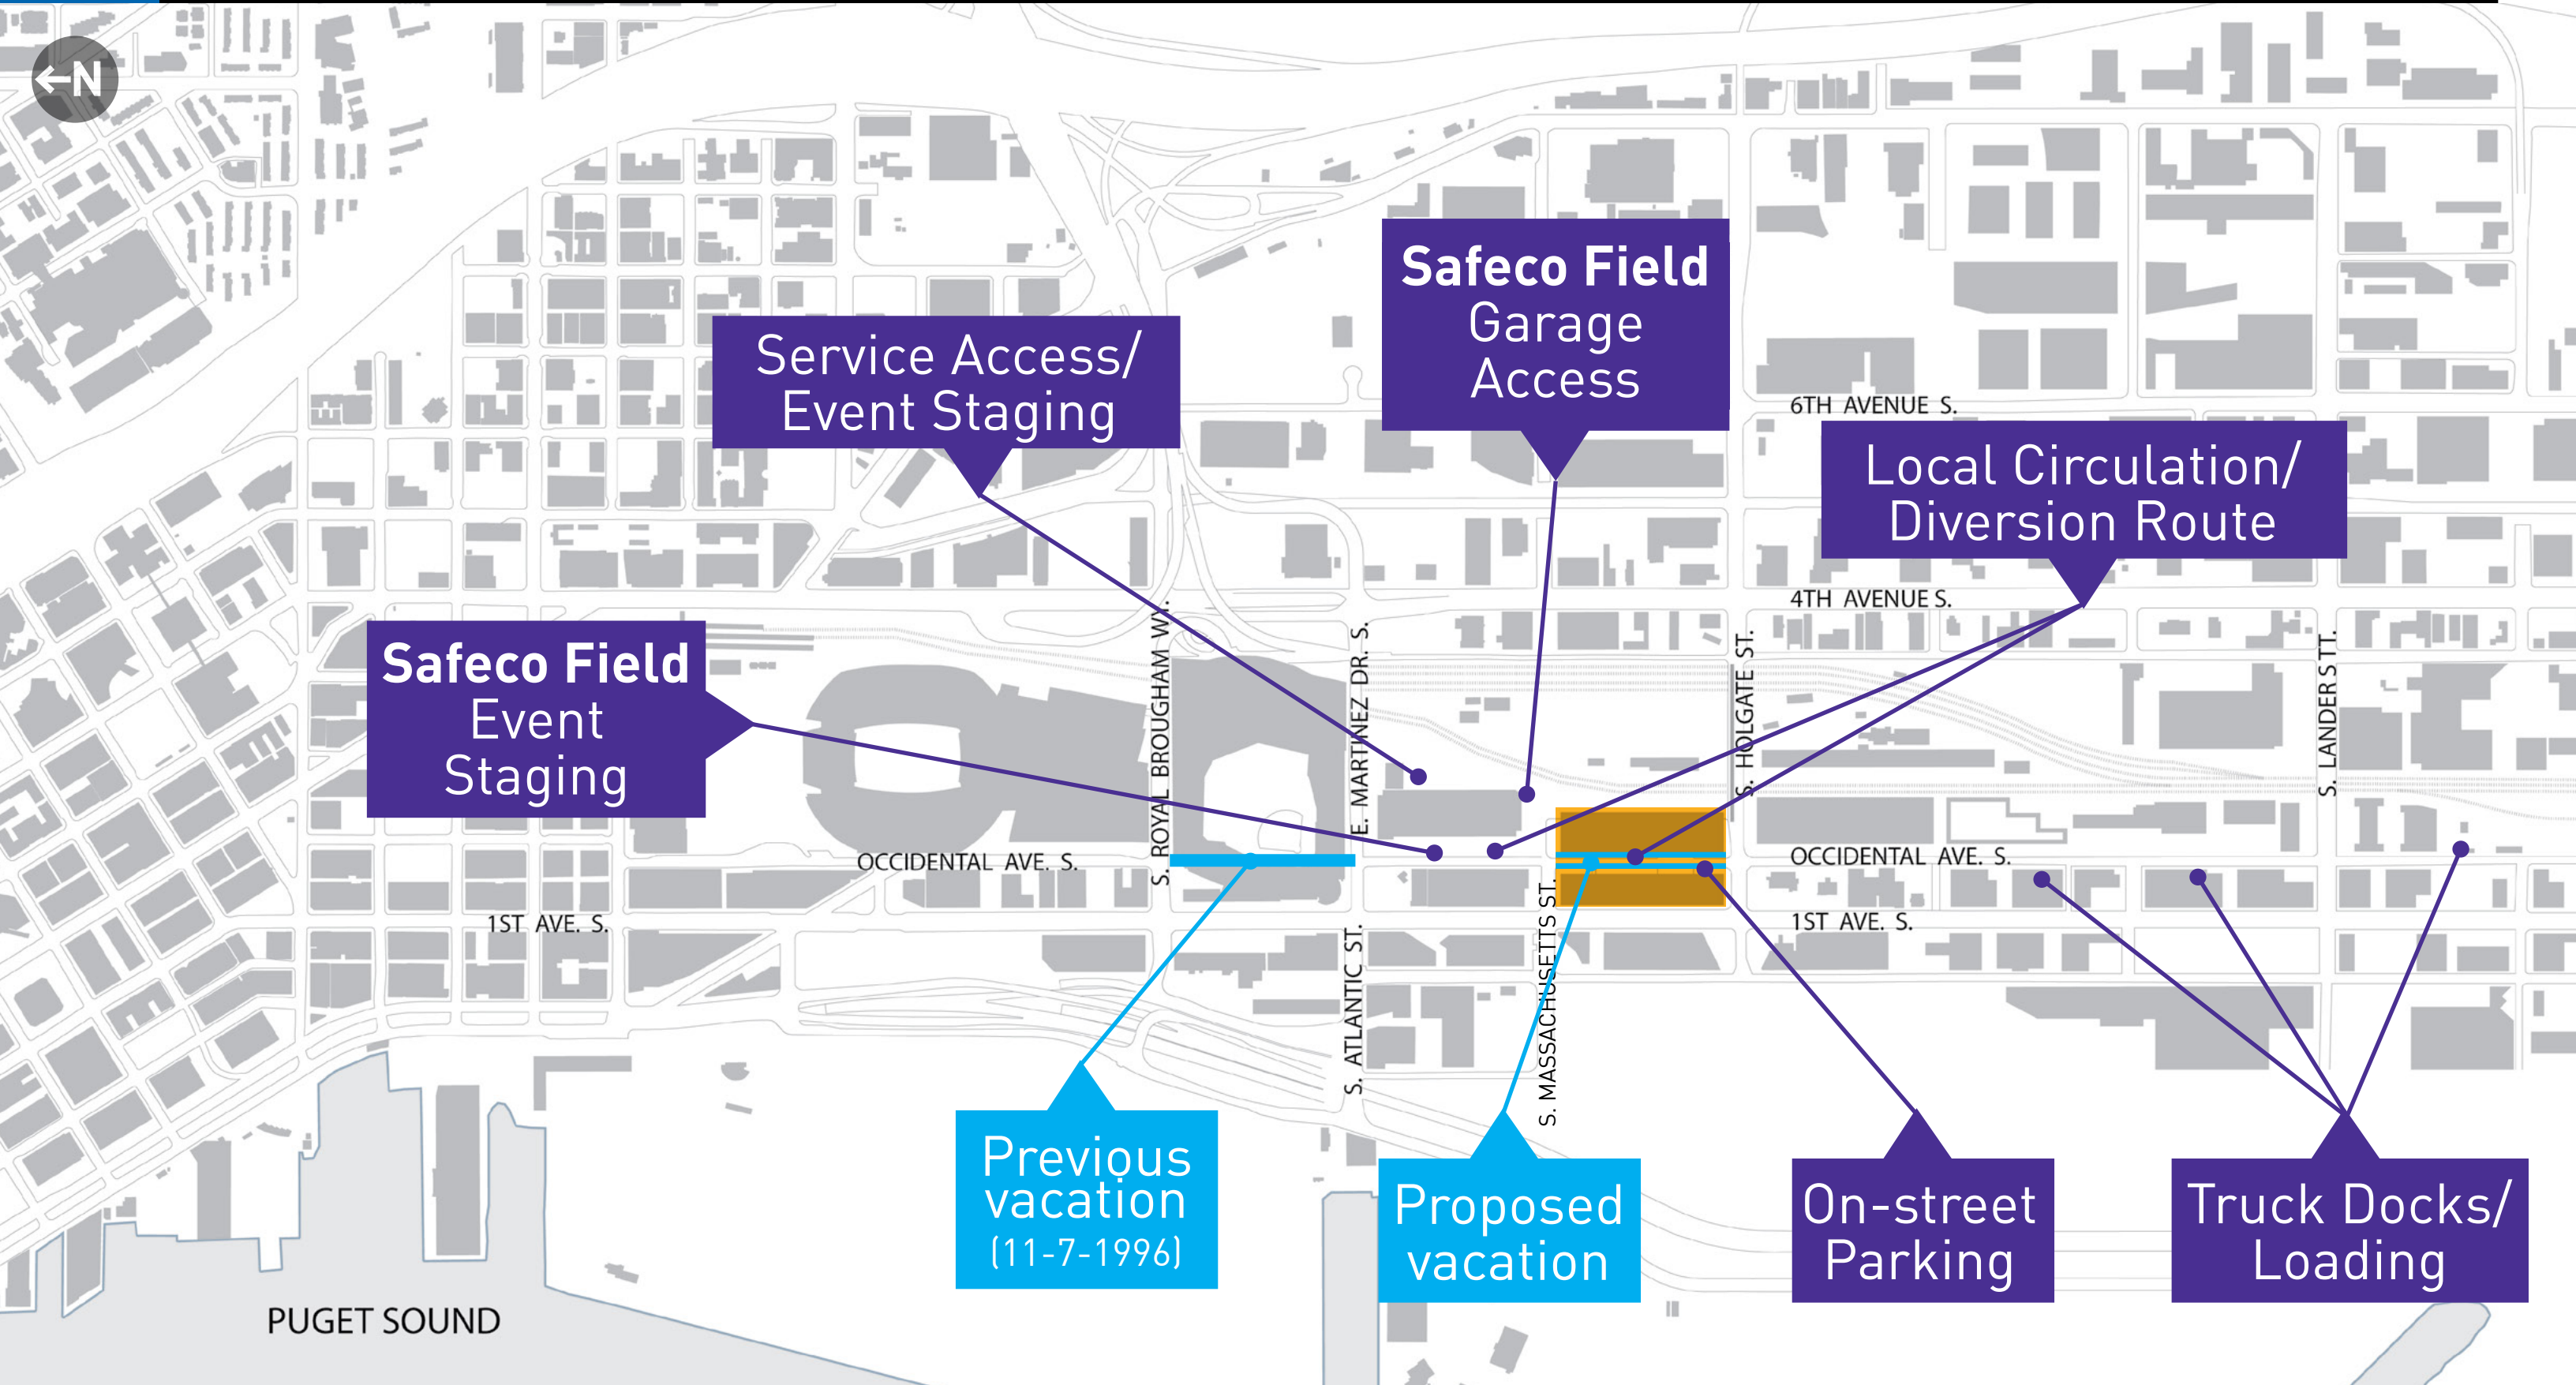 ←N
Safeco Field
Garage
Access
Service Access/
Event Staging
6TH AVENUE S.
Local Circulation/
Diversion Route
4TH AVENUE S.
Safeco Field
Event
Staging
S. ROYAL BROUGHAM WY.
E. MARTINEZ DR. S.
S. HOLGATE ST.
S. LANDER S TT.
OCCIDENTAL AVE. S.
OCCIDENTAL AVE. S.
1ST AVE. S.
1ST AVE. S.
S. ATLANTIC ST.
S. MASSACHUSETTS ST.
Previous
vacation
(11-7-1996)
Proposed
vacation
On-street
Parking
Truck Docks/
Loading
PUGET SOUND